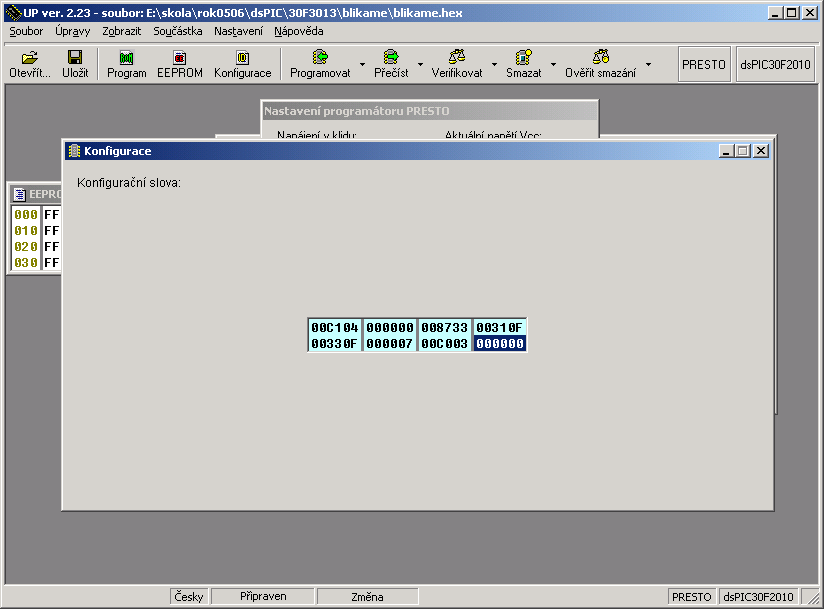 UP ver. 2.23 - soubor: E:\skola\rok0506\dsPIC\30F3013\blikame\blikame.hex
Soubor Úpravy Zobrazit Součástka Nastavení Nápověda
Otevřít... Uložit Program EEPROM Konfigurace Programovat Přečíst Verifikovat Smazat Ověřit smazání PRESTO dsPIC30F2010
Nastavení programátoru PRESTO
Napájení v klidu: Aktuální napětí Vcc:
Konfigurace
Konfigurační slova:
EEPRO
000 FF
010 FF
020 FF
030 FF
00C104 000000 008733 00310F
00330F 000007 00C003 000000
Česky Připraven Změna PRESTO dsPIC30F2010